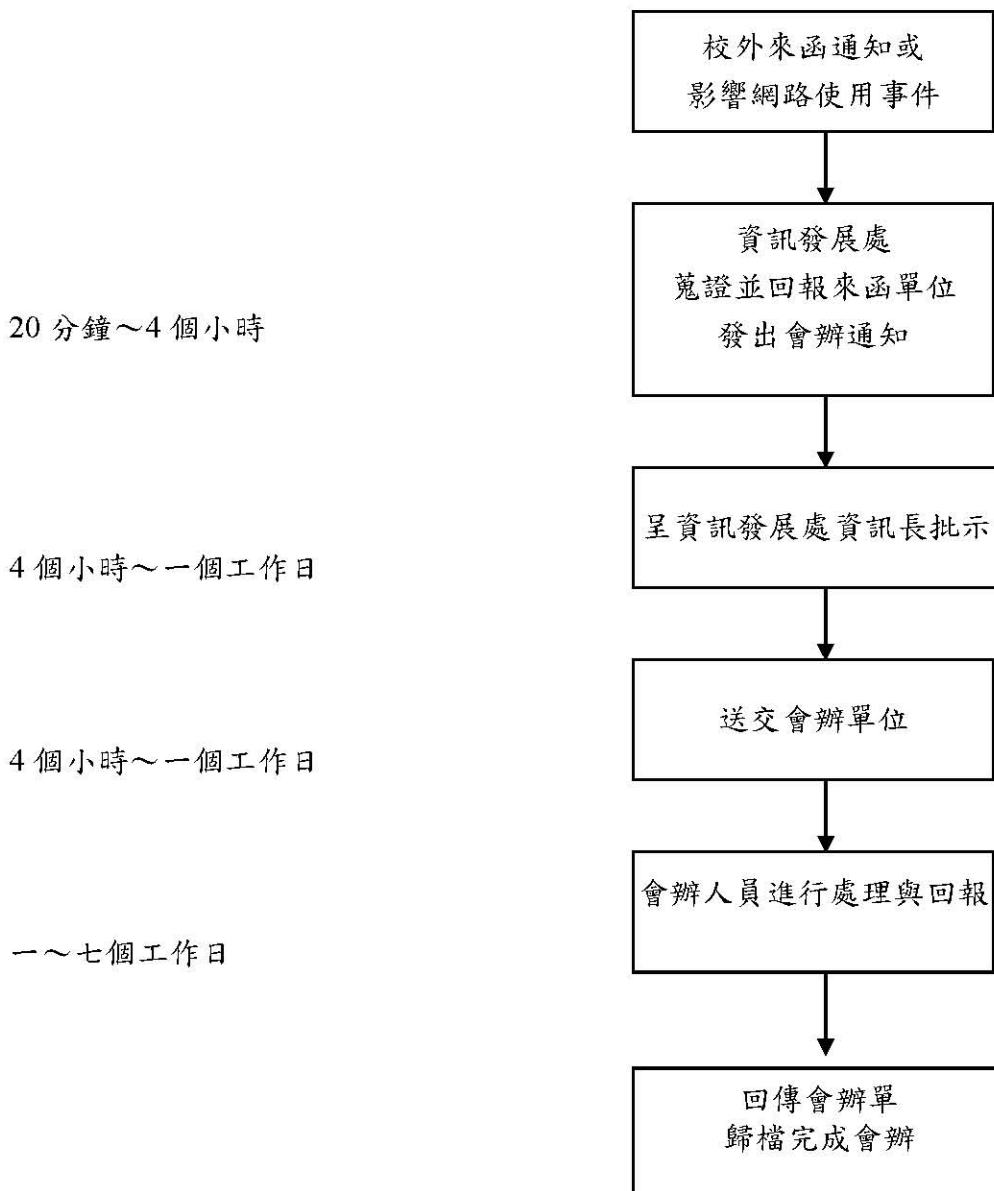 校外來函通知或
影響網路使用事件
資訊發展處
蒐證並回報來函單位
發出會辦通知
20 分鐘～4 個小時
呈資訊發展處資訊長批示
4 個小時～一個工作日
送交會辦單位
4 個小時～一個工作日
會辦人員進行處理與回報
一～七個工作日
回傳會辦單
歸檔完成會辦